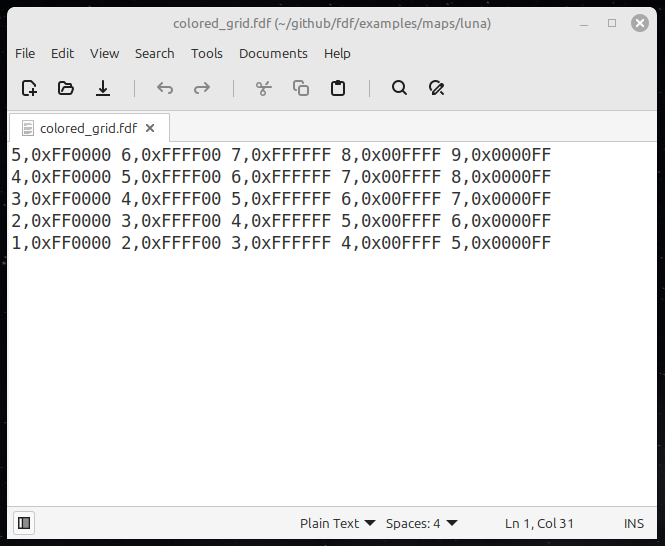 colored_grid.fdf (~/github/fdf/examples/maps/luna)
File Edit View Search Tools Documents Help
colored_grid.fdf
5,0xFF0000 6,0xFFFF00 7,0xFFFFFF 8,0x00FFFF 9,0x0000FF
4,0xFF0000 5,0xFFFF00 6,0xFFFFFF 7,0x00FFFF 8,0x0000FF
3,0xFF0000 4,0xFFFF00 5,0xFFFFFF 6,0x00FFFF 7,0x0000FF
2,0xFF0000 3,0xFFFF00 4,0xFFFFFF 5,0x00FFFF 6,0x0000FF
1,0xFF0000 2,0xFFFF00 3,0xFFFFFF 4,0x00FFFF 5,0x0000FF
Plain Text Spaces: 4 Ln 1, Col 31 INS